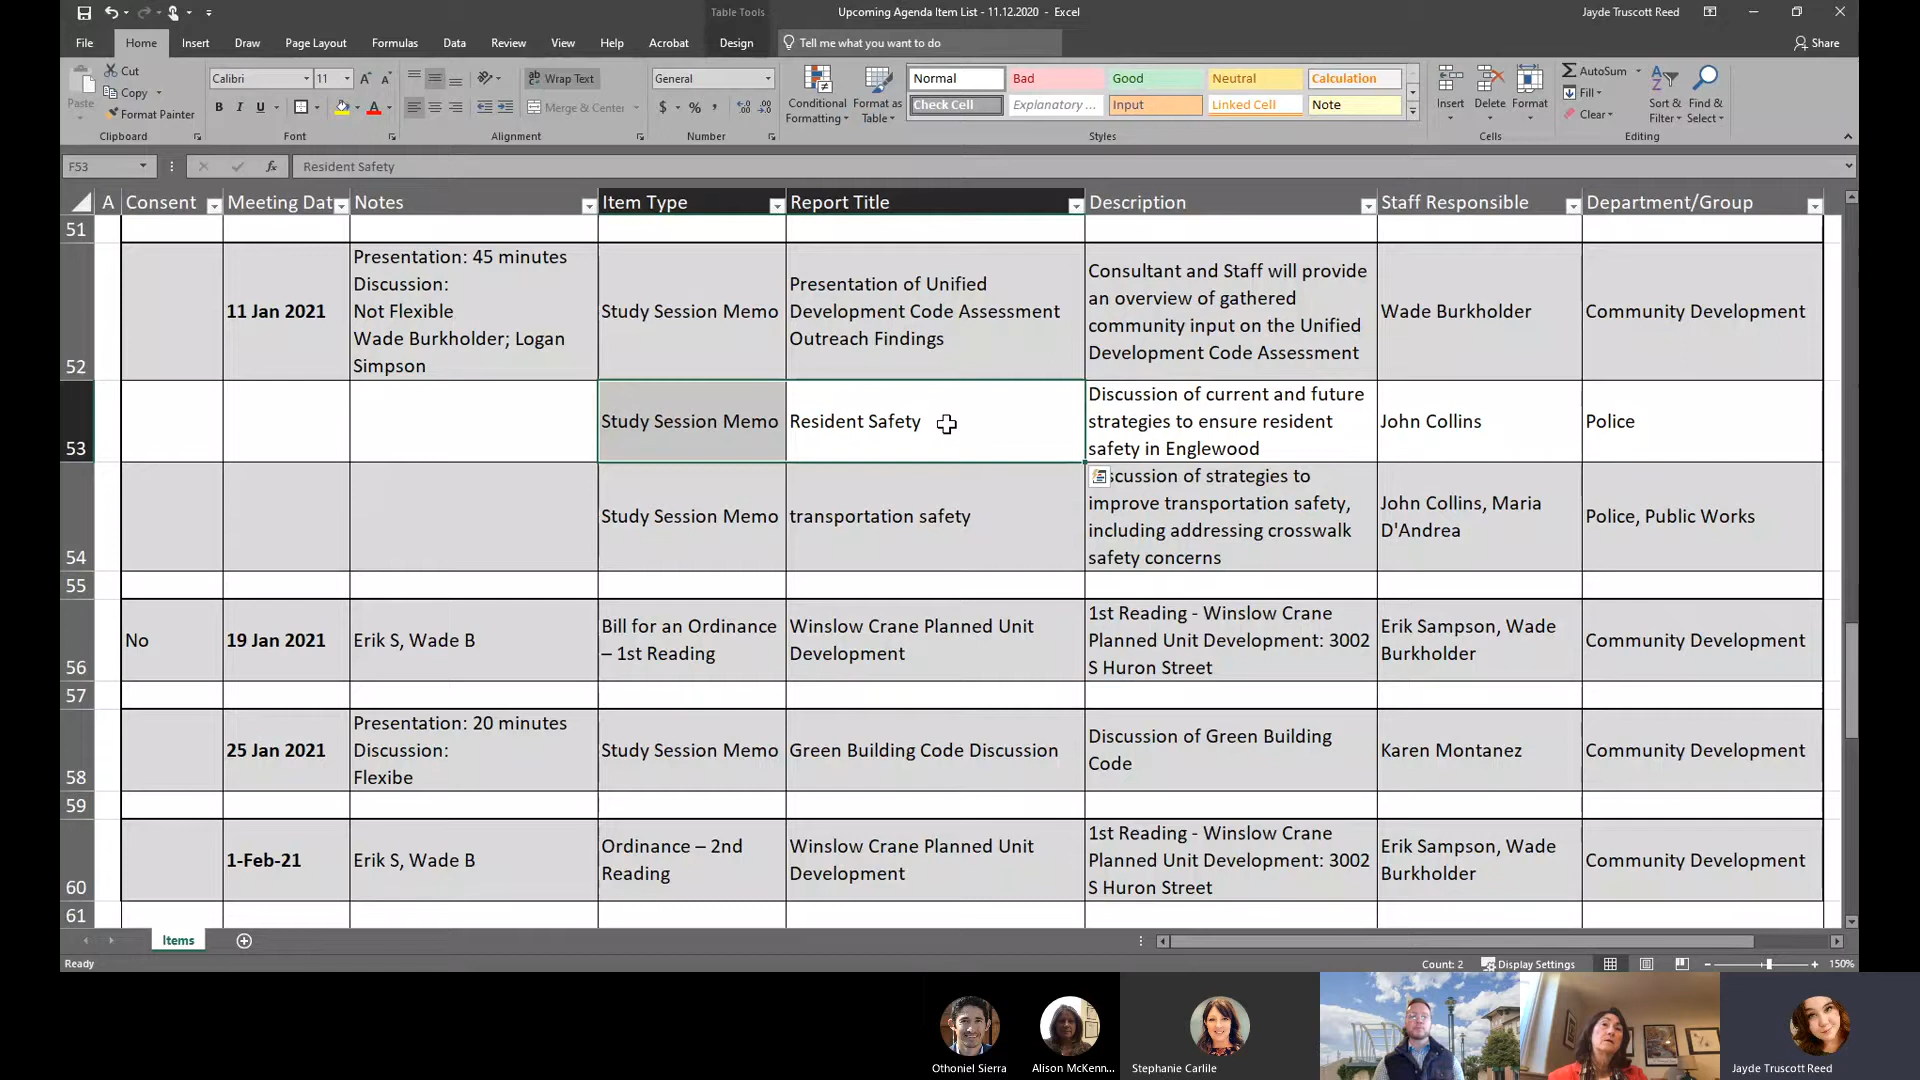 Table Tools
Upcoming Agenda Item List - 11.12.2020 - Excel
Jayde Truscott Reed
File Home Insert Draw Page Layout Formulas Data Review View Help Acrobat Design Tell me what you want to do Share
Paste
Cut
Copy
Format Painter
Clipboard
Calibri 11
B I U
Font
Wrap Text
Merge & Center
Alignment
General
$ % ,
Number
Conditional Formatting
Format as Table
Normal Bad Good Neutral Calculation
Check Cell Explanatory ... Input Linked Cell Note
Styles
Insert Delete Format
Cells
AutoSum
Fill
Clear
Sort & Filter
Find & Select
Editing
F53 fx Resident Safety
A Consent Meeting Dat Notes Item Type Report Title Description Staff Responsible Department/Group
51
52
11 Jan 2021
Presentation: 45 minutes
Discussion:
Not Flexible
Wade Burkholder; Logan
Simpson
Study Session Memo
Presentation of Unified
Development Code Assessment
Outreach Findings
Consultant and Staff will provide
an overview of gathered
community input on the Unified
Development Code Assessment
Wade Burkholder
Community Development
53
Study Session Memo
Resident Safety
Discussion of current and future
strategies to ensure resident
safety in Englewood
John Collins
Police
54
Study Session Memo
transportation safety
scussion of strategies to
improve transportation safety,
including addressing crosswalk
safety concerns
John Collins, Maria
D'Andrea
Police, Public Works
55
56
No
19 Jan 2021
Erik S, Wade B
Bill for an Ordinance
– 1st Reading
Winslow Crane Planned Unit
Development
1st Reading - Winslow Crane
Planned Unit Development: 3002
S Huron Street
Erik Sampson, Wade
Burkholder
Community Development
57
58
25 Jan 2021
Presentation: 20 minutes
Discussion:
Flexibe
Study Session Memo
Green Building Code Discussion
Discussion of Green Building
Code
Karen Montanez
Community Development
59
60
1-Feb-21
Erik S, Wade B
Ordinance – 2nd
Reading
Winslow Crane Planned Unit
Development
1st Reading - Winslow Crane
Planned Unit Development: 3002
S Huron Street
Erik Sampson, Wade
Burkholder
Community Development
61
Items
Ready
Count: 2 Display Settings 150%
Othoniel Sierra
Alison McKenn...
Stephanie Carlile
Jayde Truscott Reed